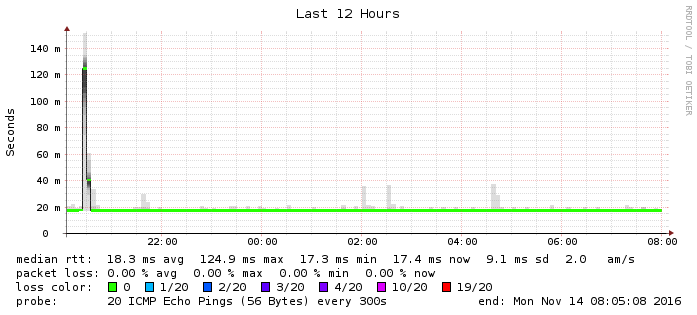 Last 12 Hours
RRDTOOL / TOBI OETIKER
Seconds
140 m
120 m
100 m
80 m
60 m
40 m
20 m
0
22:00 00:00 02:00 04:00 06:00 08:00
median rtt: 18.3 ms avg 124.9 ms max 17.3 ms min 17.4 ms now 9.1 ms sd 2.0 am/s
packet loss: 0.00 % avg 0.00 % max 0.00 % min 0.00 % now
loss color: 0 1/20 2/20 3/20 4/20 10/20 19/20
probe: 20 ICMP Echo Pings (56 Bytes) every 300s end: Mon Nov 14 08:05:08 2016